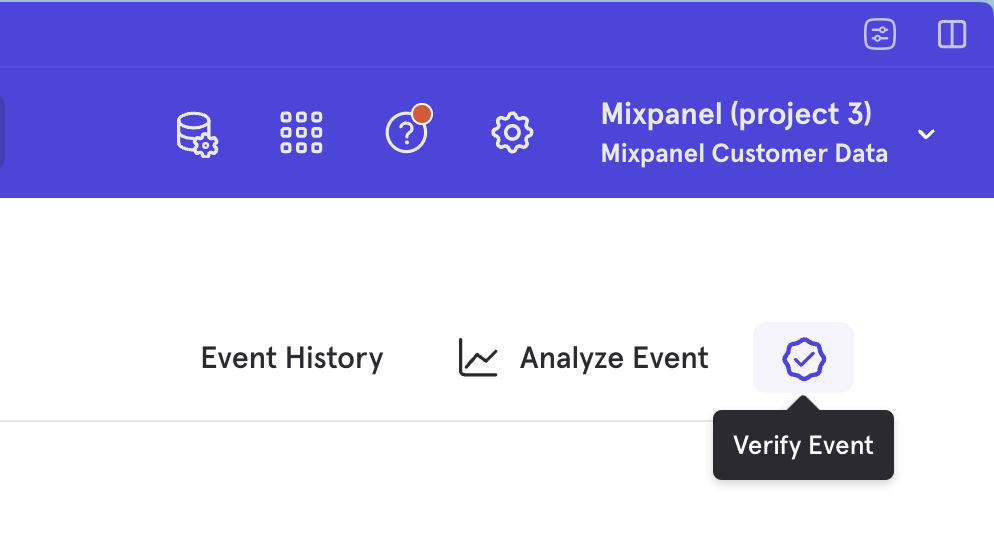 Mixpanel (project 3)
Mixpanel Customer Data
Event History
Analyze Event
Verify Event